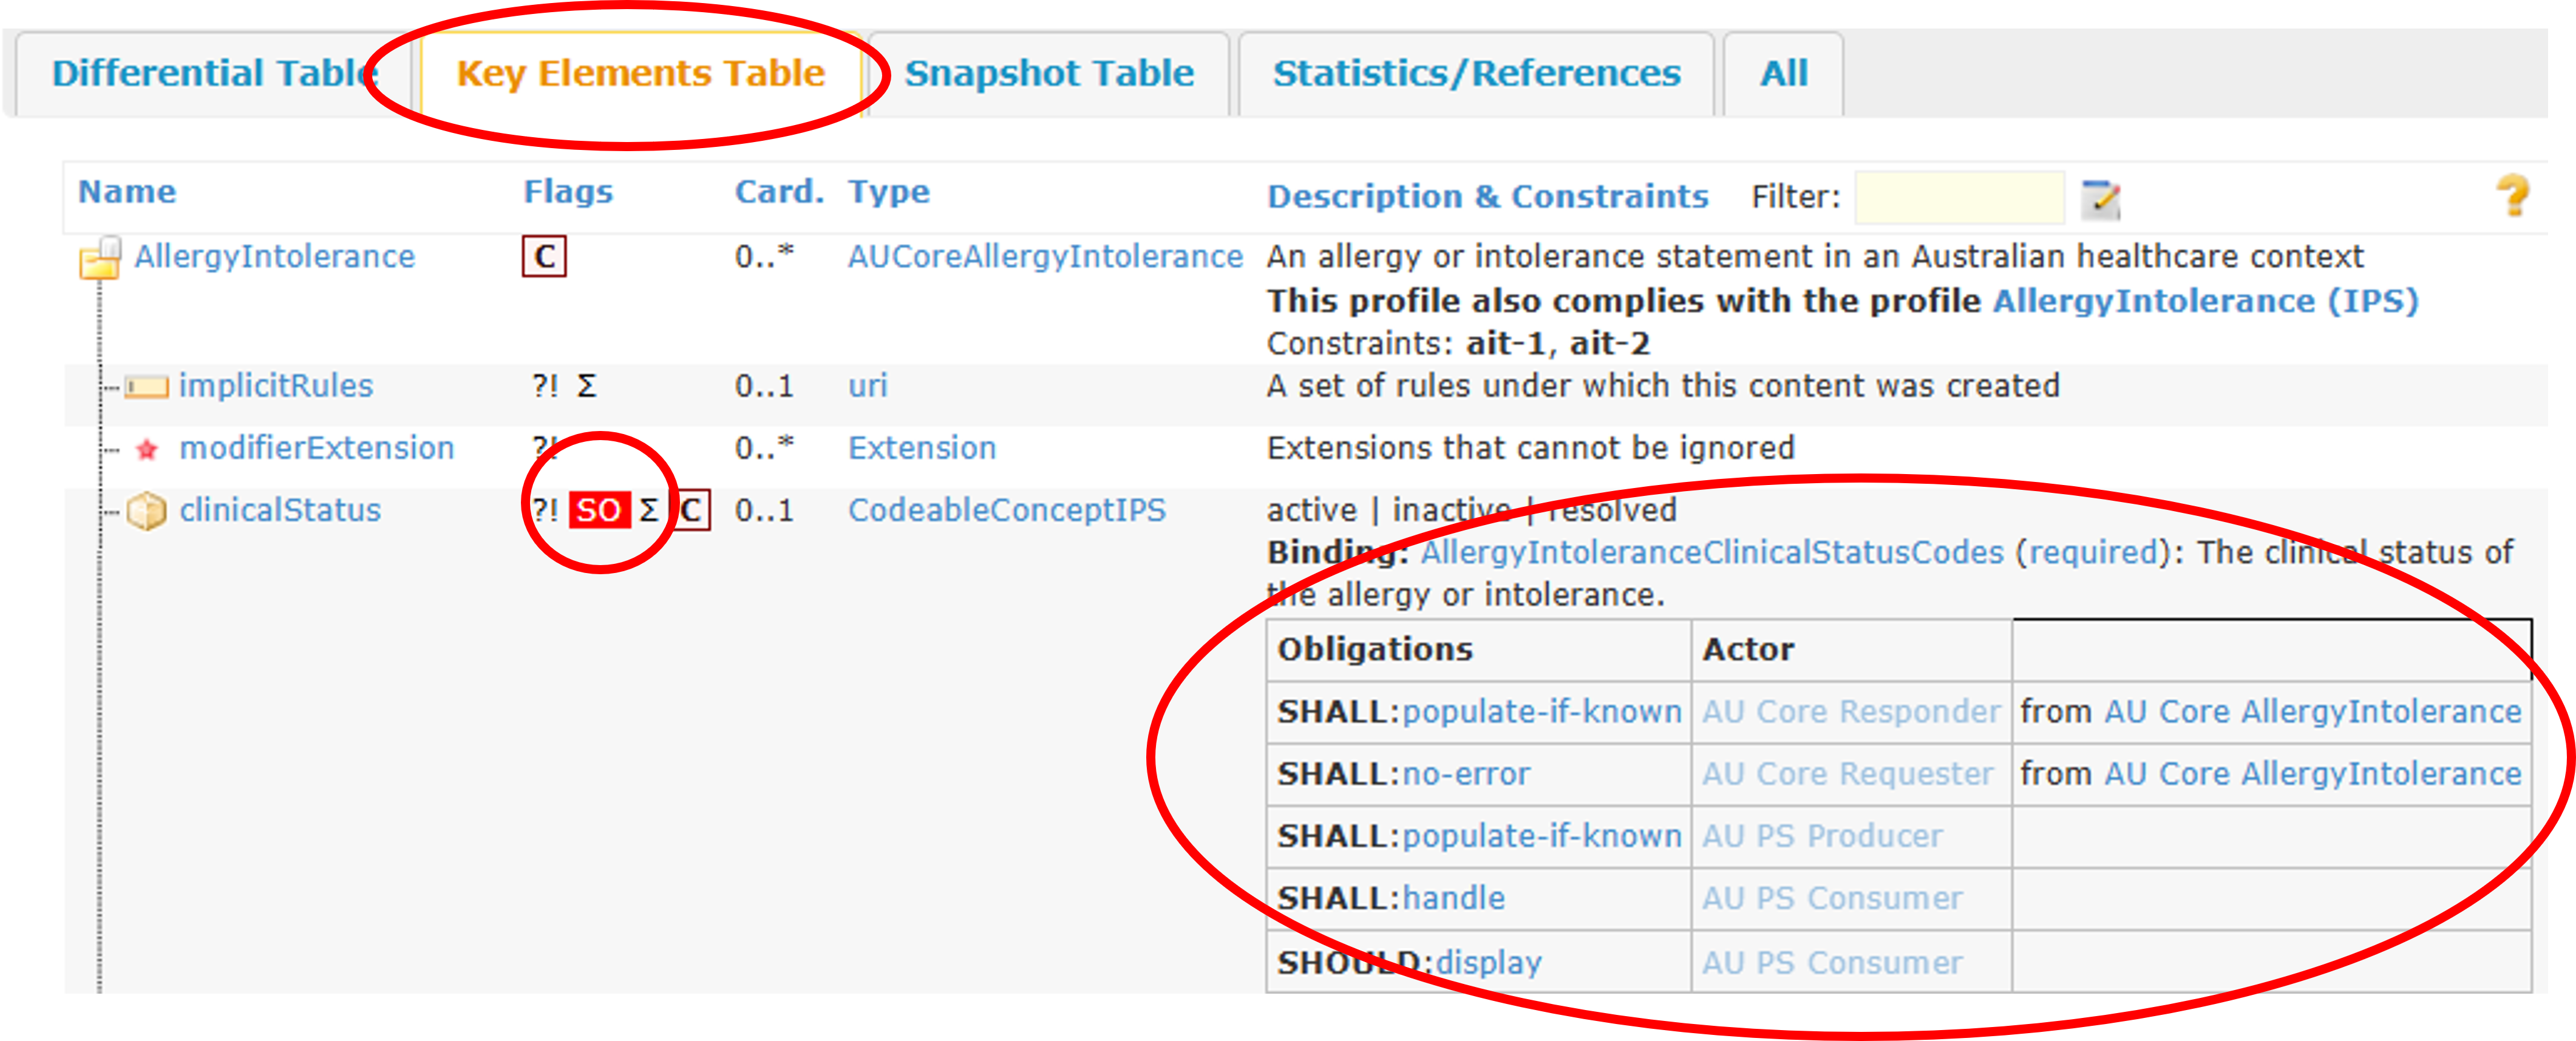 Differential Table Key Elements Table Snapshot Table Statistics/References All
Name Flags Card. Type Description & Constraints Filter:
AllergyIntolerance C 0..* AUCoreAllergyIntolerance An allergy or intolerance statement in an Australian healthcare context
This profile also complies with the profile AllergyIntolerance (IPS)
Constraints: ait-1, ait-2
implicitRules ?! Σ 0..1 uri A set of rules under which this content was created
modifierExtension ?! 0..* Extension Extensions that cannot be ignored
clinicalStatus ?! SO Σ C 0..1 CodeableConceptIPS active | inactive | resolved
Binding: AllergyIntoleranceClinicalStatusCodes (required): The clinical status of
the allergy or intolerance.
Obligations Actor
SHALL:populate-if-known AU Core Responder from AU Core AllergyIntolerance
SHALL:no-error AU Core Requester from AU Core AllergyIntolerance
SHALL:populate-if-known AU PS Producer
SHALL:handle AU PS Consumer
SHOULD:display AU PS Consumer